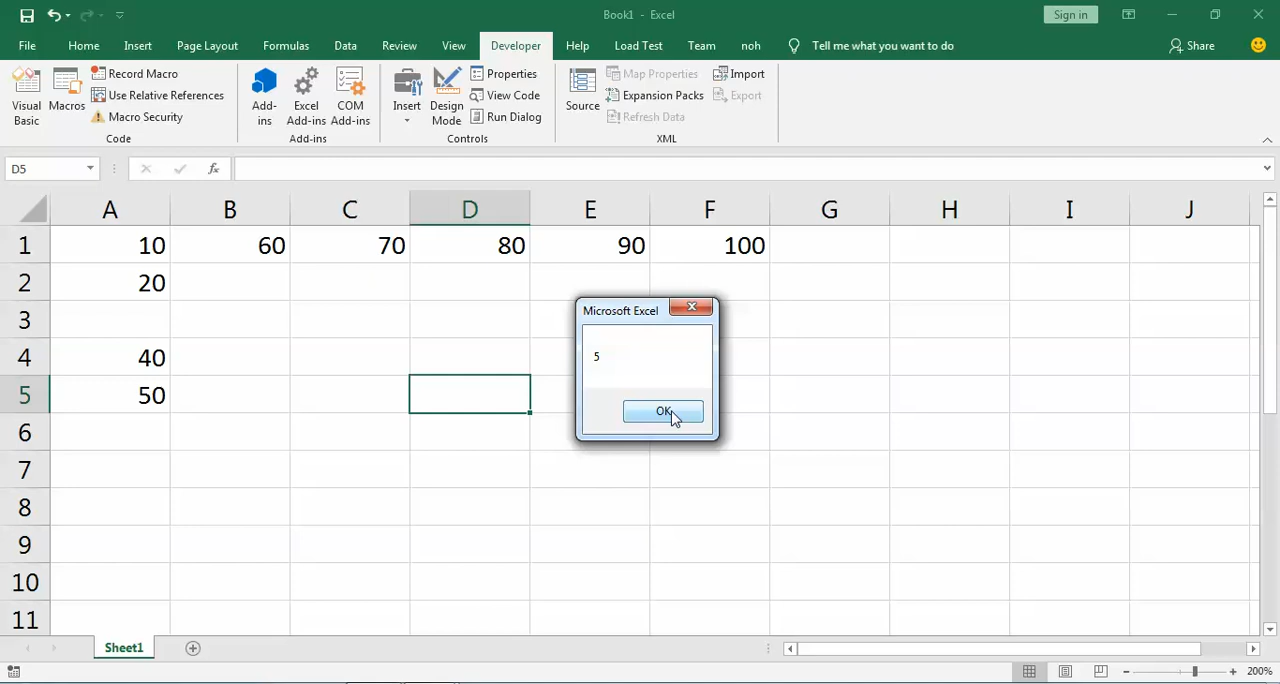 Book1 - Excel
Sign in
File Home Insert Page Layout Formulas Data Review View Developer Help Load Test Team noh Tell me what you want to do Share
Visual Basic
Macros
Record Macro
Use Relative References
Macro Security
Code
Add-ins
Excel Add-ins
COM Add-ins
Add-ins
Insert
Design Mode
Properties
View Code
Run Dialog
Controls
Source
Map Properties
Expansion Packs
Refresh Data
Import
Export
XML
D5
fx
A B C D E F G H I J
1 10 60 70 80 90 100
2 20
3
4 40
5 50
6
7
8
9
10
11
Microsoft Excel
5
OK
Sheet1
200%